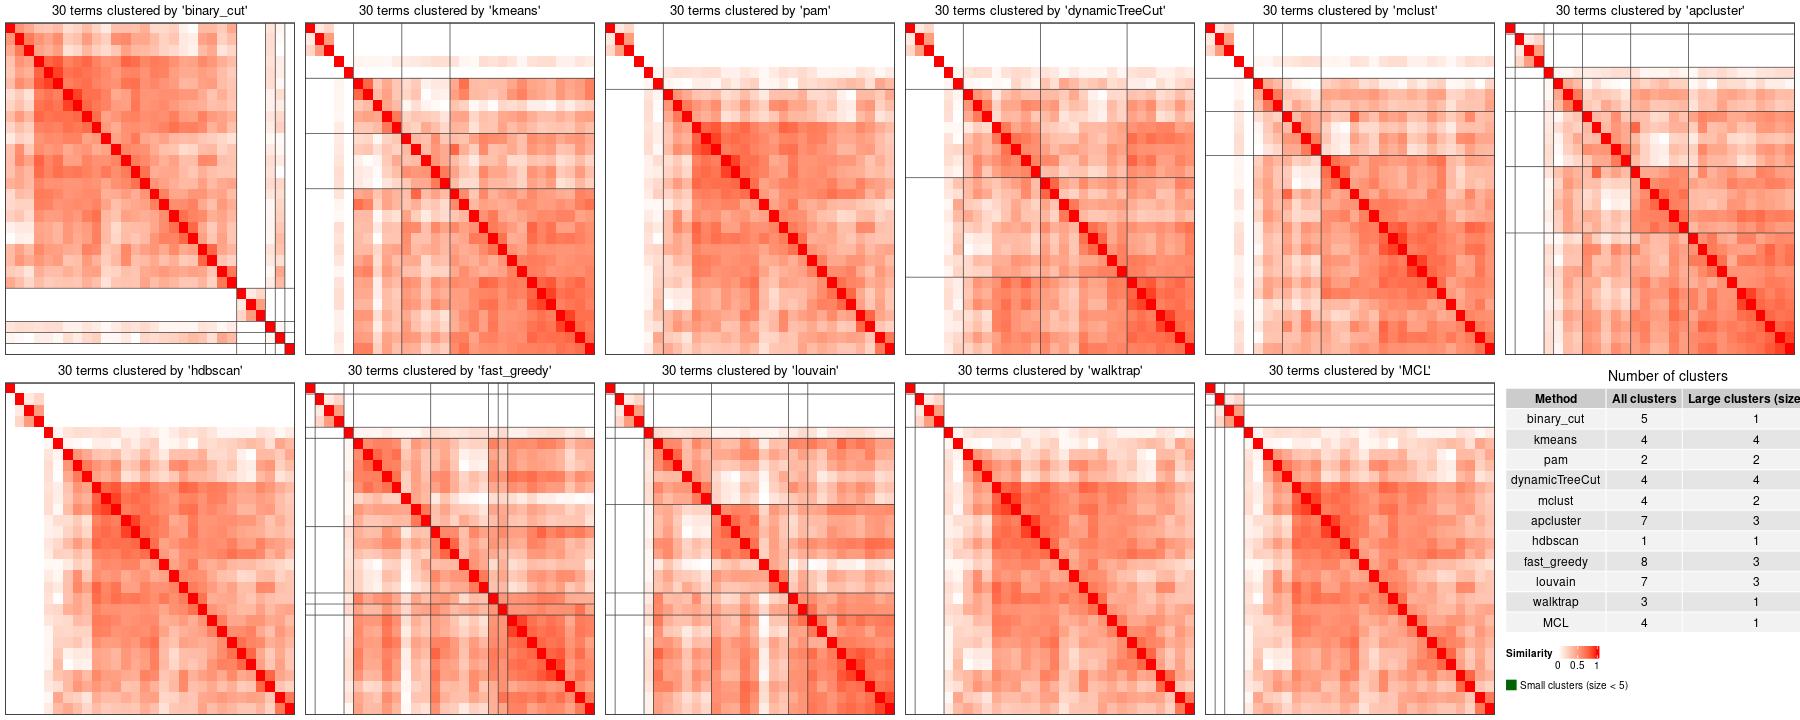 30 terms clustered by 'binary_cut'
30 terms clustered by 'kmeans'
30 terms clustered by 'pam'
30 terms clustered by 'dynamicTreeCut'
30 terms clustered by 'mclust'
30 terms clustered by 'apcluster'
30 terms clustered by 'hdbscan'
30 terms clustered by 'fast_greedy'
30 terms clustered by 'louvain'
30 terms clustered by 'walktrap'
30 terms clustered by 'MCL'
Number of clusters
Method All clusters Large clusters (size
binary_cut 5 1
kmeans 4 4
pam 2 2
dynamicTreeCut 4 4
mclust 4 2
apcluster 7 3
hdbscan 1 1
fast_greedy 8 3
louvain 7 3
walktrap 3 1
MCL 4 1
Similarity
0 0.5 1
Small clusters (size < 5)